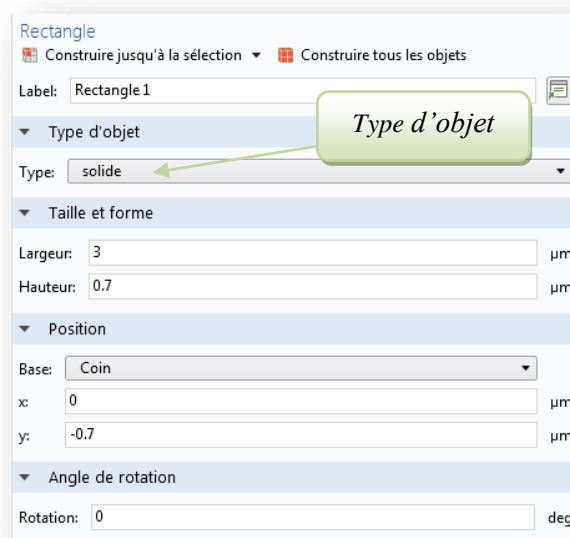 Rectangle
Construire jusqu'à la sélection Construire tous les objets
Label: Rectangle 1
Type d'objet
Type d'objet
Type: solide
Taille et forme
Largeur: 3 µm
Hauteur: 0.7 µm
Position
Base: Coin
x: 0 µm
y: -0.7 µm
Angle de rotation
Rotation: 0 deg